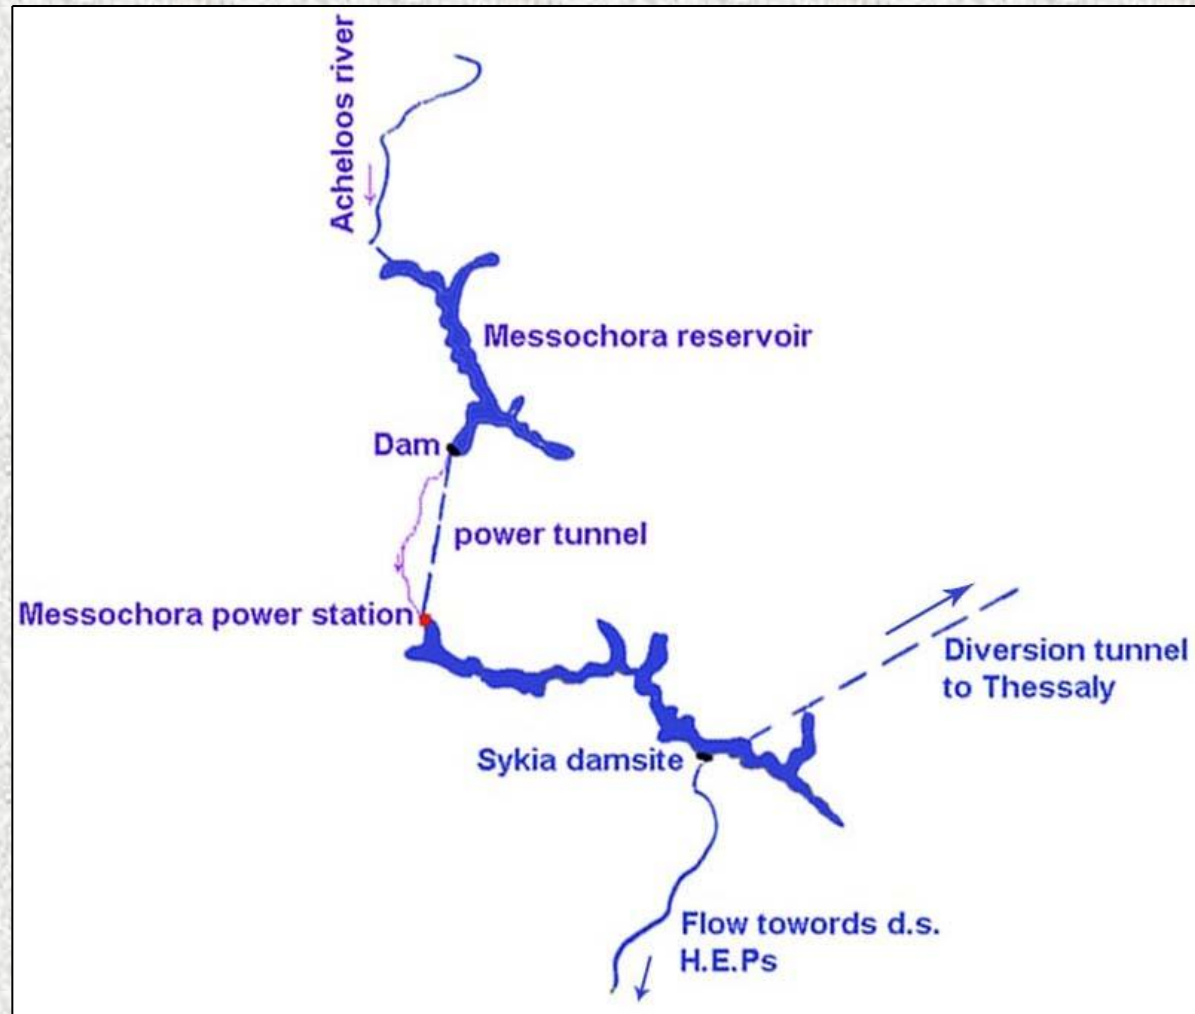 Acheloos river
Messochora reservoir
Dam
power tunnel
Messochora power station
Diversion tunnel
to Thessaly
Sykia damsite
Flow towords d.s.
H.E.Ps